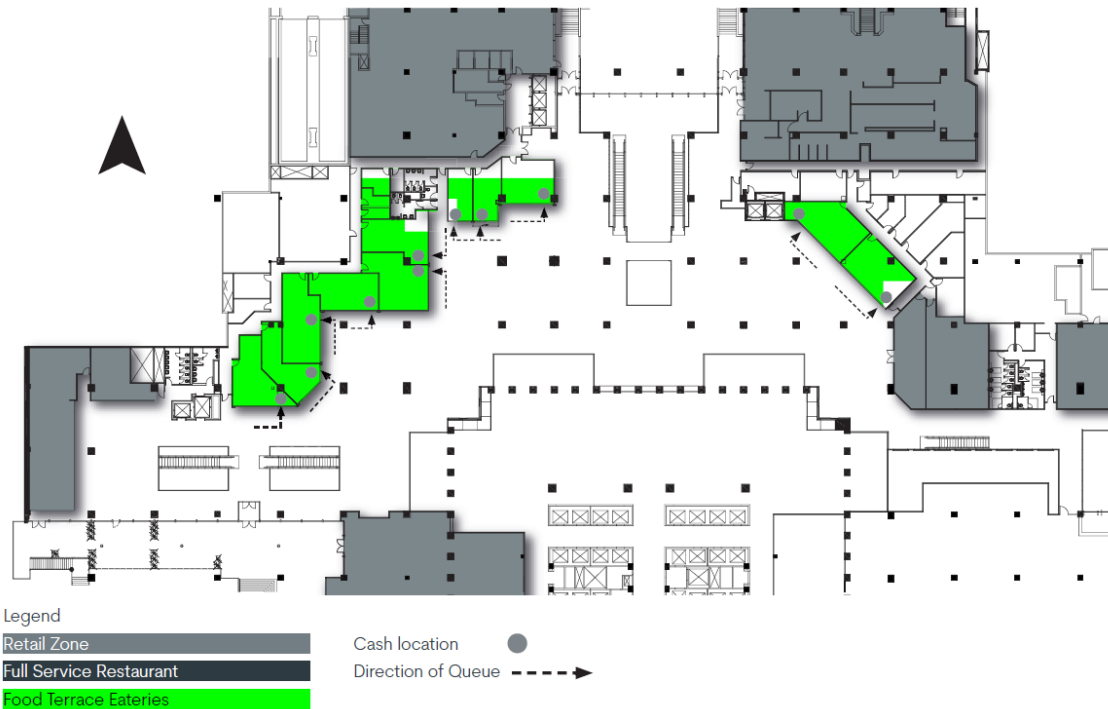 Legend
Retail Zone
Cash location
Full Service Restaurant
Direction of Queue
Food Terrace Eateries